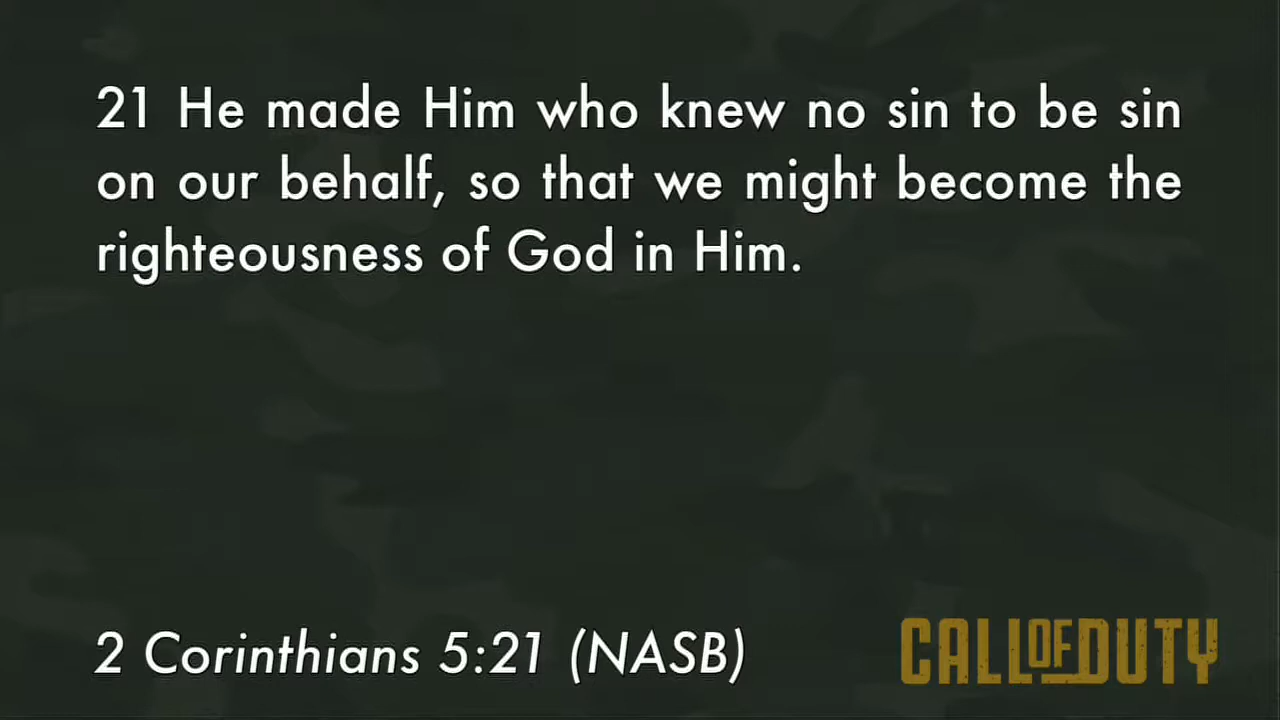 21 He made Him who knew no sin to be sin
on our behalf, so that we might become the
righteousness of God in Him.
2 Corinthians 5:21 (NASB)
CALL OF DUTY